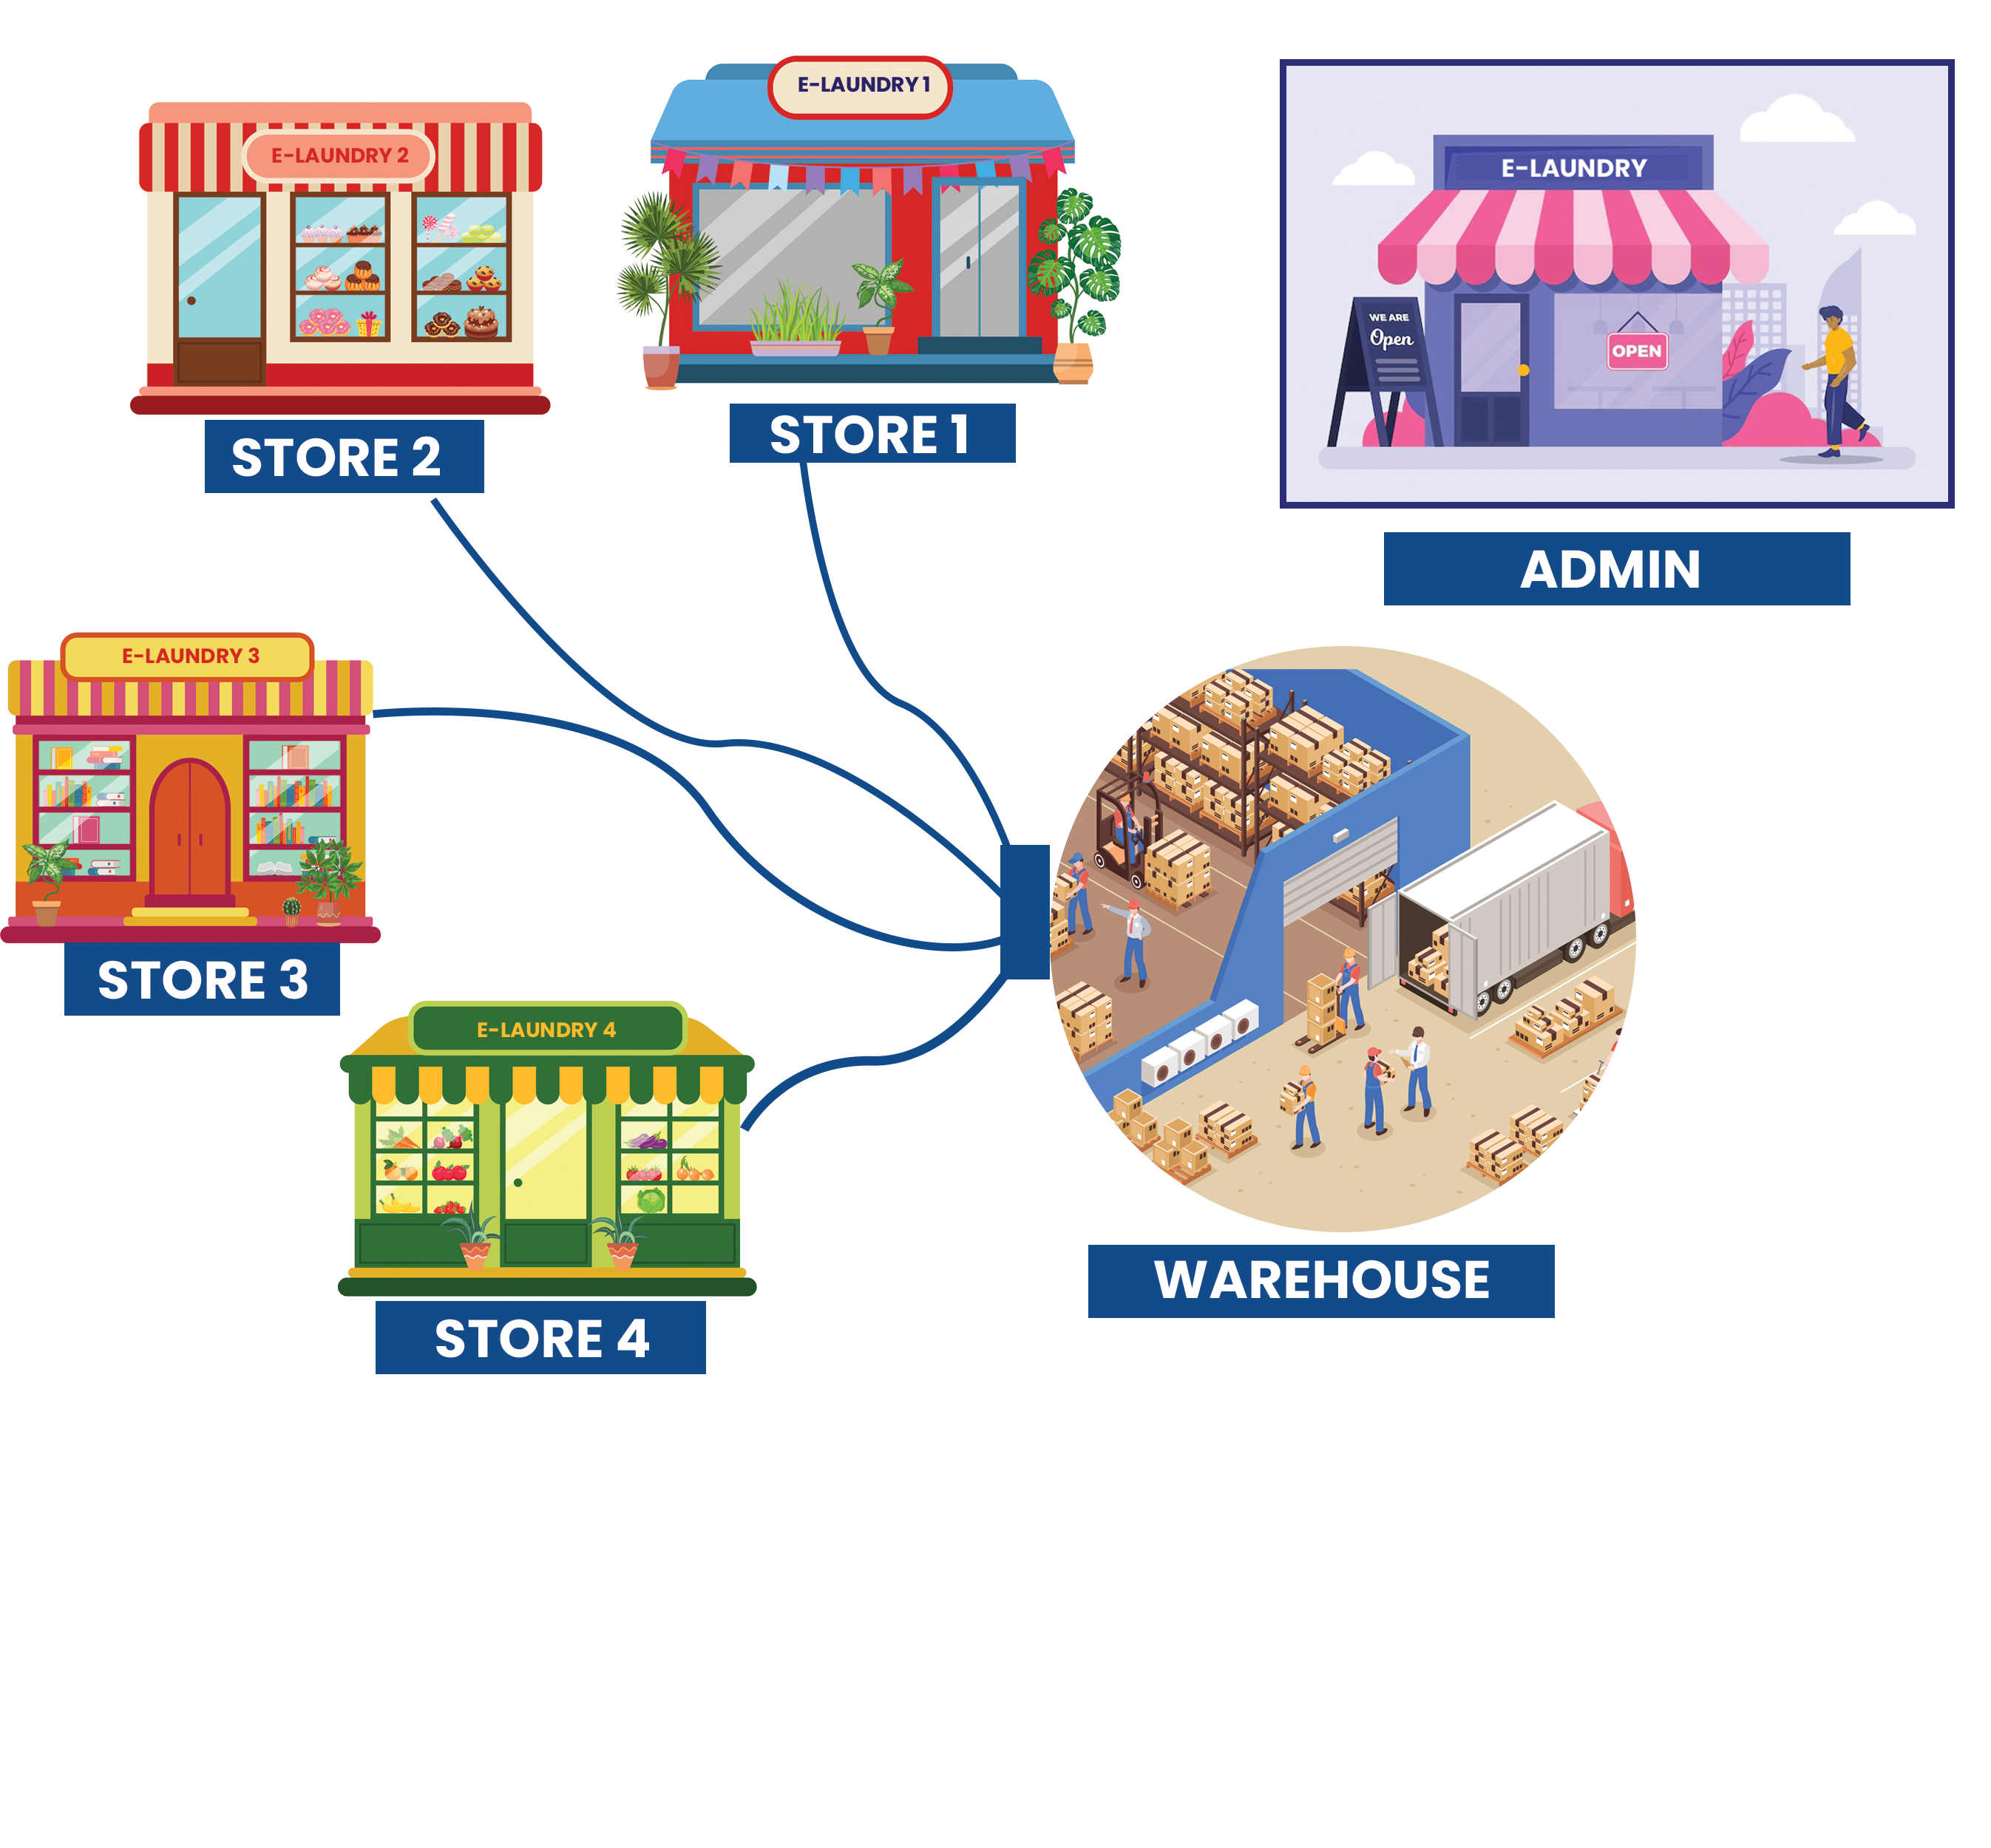 E-LAUNDRY 1
E-LAUNDRY 2
E-LAUNDRY
WE ARE
Open
OPEN
STORE 1
STORE 2
ADMIN
E-LAUNDRY 3
STORE 3
E-LAUNDRY 4
WAREHOUSE
STORE 4